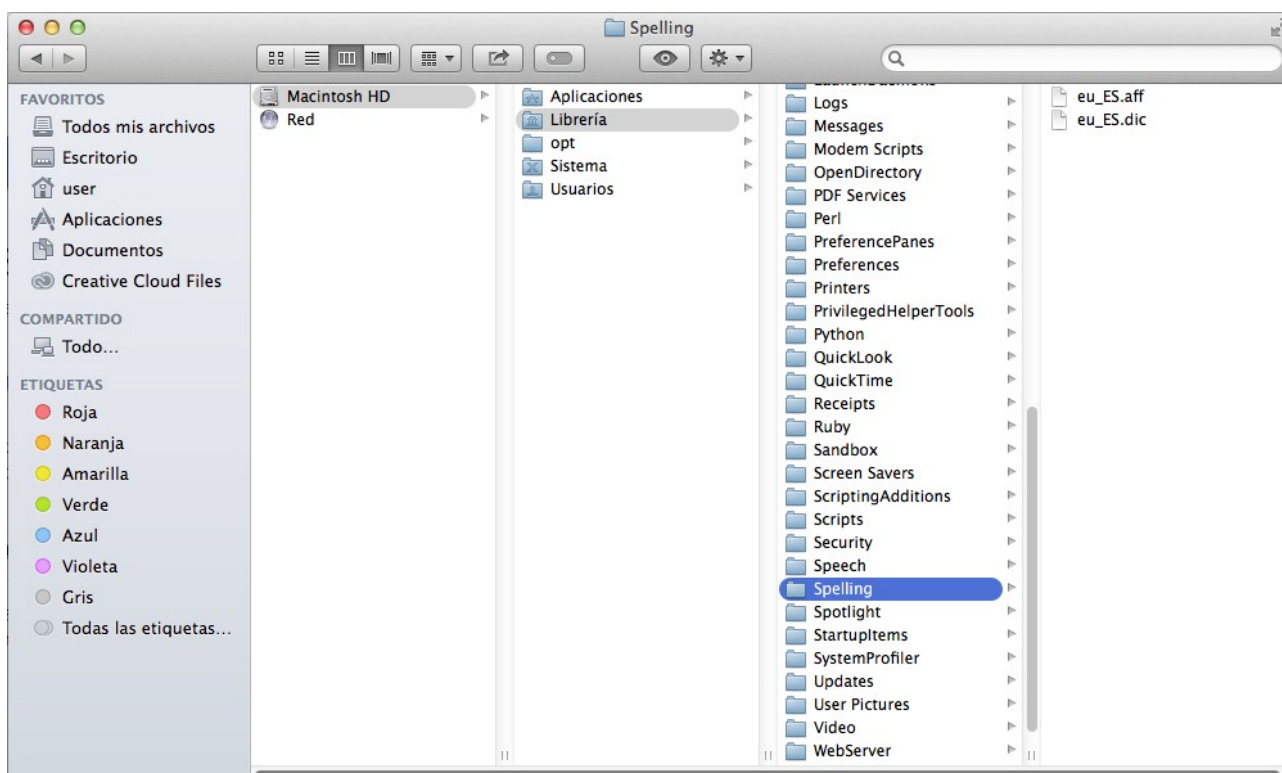 Spelling
FAVORITOS
Todos mis archivos
Escritorio
user
Aplicaciones
Documentos
Creative Cloud Files
COMPARTIDO
Todo...
ETIQUETAS
Roja
Naranja
Amarilla
Verde
Azul
Violeta
Gris
Todas las etiquetas...
Macintosh HD
Red
Aplicaciones
Librería
opt
Sistema
Usuarios
Logs
Messages
Modem Scripts
OpenDirectory
PDF Services
Perl
PreferencePanes
Preferences
Printers
PrivilegedHelperTools
Python
QuickLook
QuickTime
Receipts
Ruby
Sandbox
Screen Savers
ScriptingAdditions
Scripts
Security
Speech
Spelling
Spotlight
StartupItems
SystemProfiler
Updates
User Pictures
Video
WebServer
eu_ES.aff
eu_ES.dic